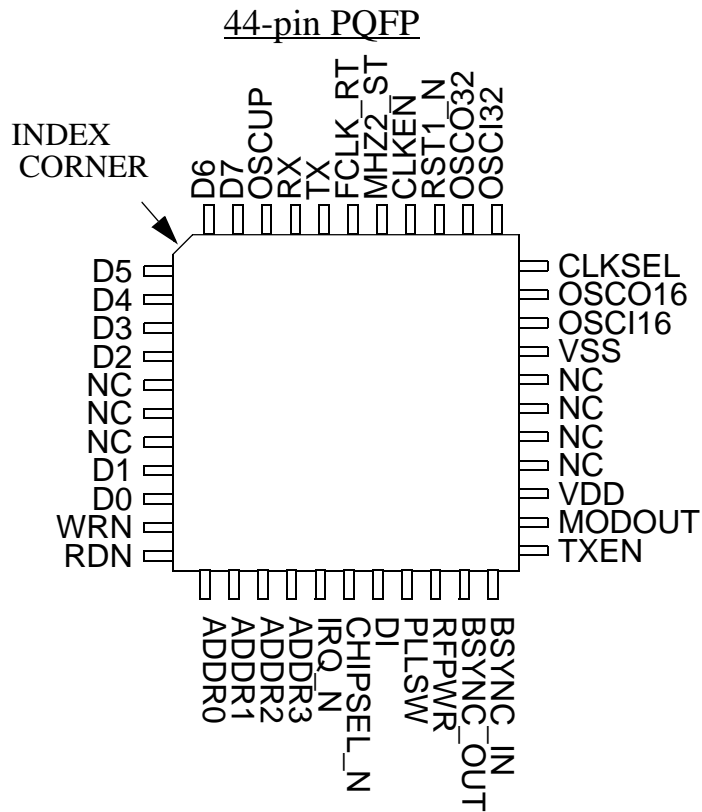 44-pin PQFP
INDEX
CORNER
D6
D7
OSCUP
RX
TX
FCLK_RT
MHZ2_ST
CLKEN
RST1_N
OSCO32
OSCI32
D5
D4
D3
D2
NC
NC
NC
D1
D0
WRN
RDN
CLKSEL
OSCO16
OSCI16
VSS
NC
NC
NC
NC
VDD
MODOUT
TXEN
ADDR0
ADDR1
ADDR2
ADDR3
IRQ_N
CHIPSEL_N
DI
PLLSW
RFPWR
BSYNC_OUT
BSYNC_IN